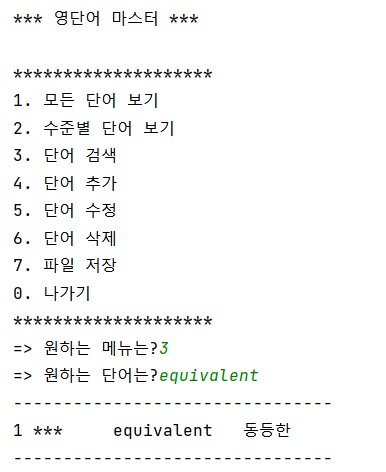 *** 영단어 마스터 ***
********************
1. 모든 단어 보기
2. 수준별 단어 보기
3. 단어 검색
4. 단어 추가
5. 단어 수정
6. 단어 삭제
7. 파일 저장
0. 나가기
********************
=> 원하는 메뉴는?3
=> 원하는 단어는?equivalent
--------------------------------
1 ***     equivalent   동등한
--------------------------------